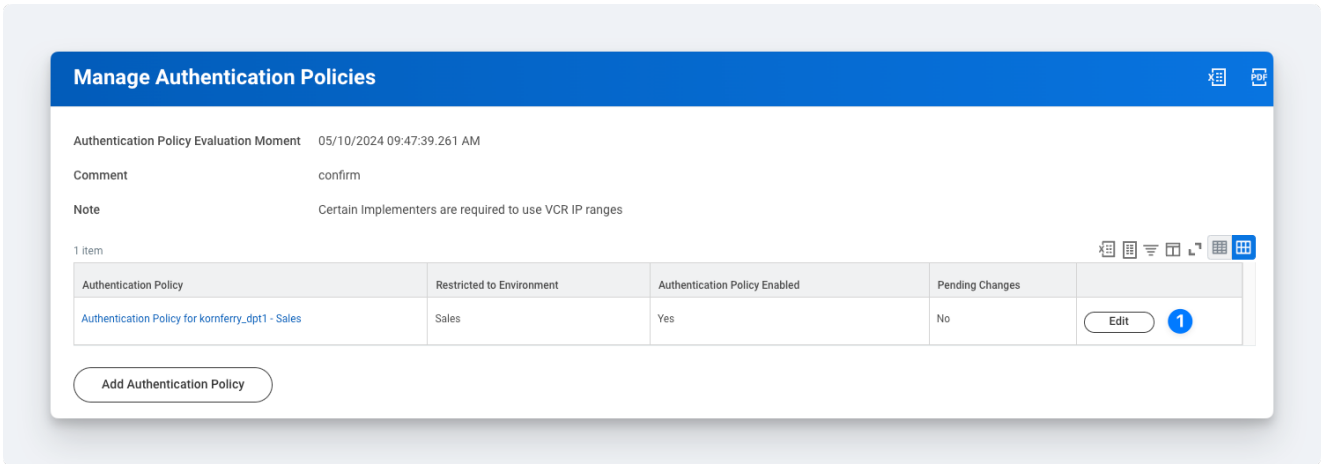 Manage Authentication Policies
PDF
Authentication Policy Evaluation Moment 05/10/2024 09:47:39.261 AM
Comment confirm
Note Certain Implementers are required to use VCR IP ranges
1 item
Authentication Policy Restricted to Environment Authentication Policy Enabled Pending Changes
Authentication Policy for kornferry_dpt1 - Sales Sales Yes No Edit 1
Add Authentication Policy